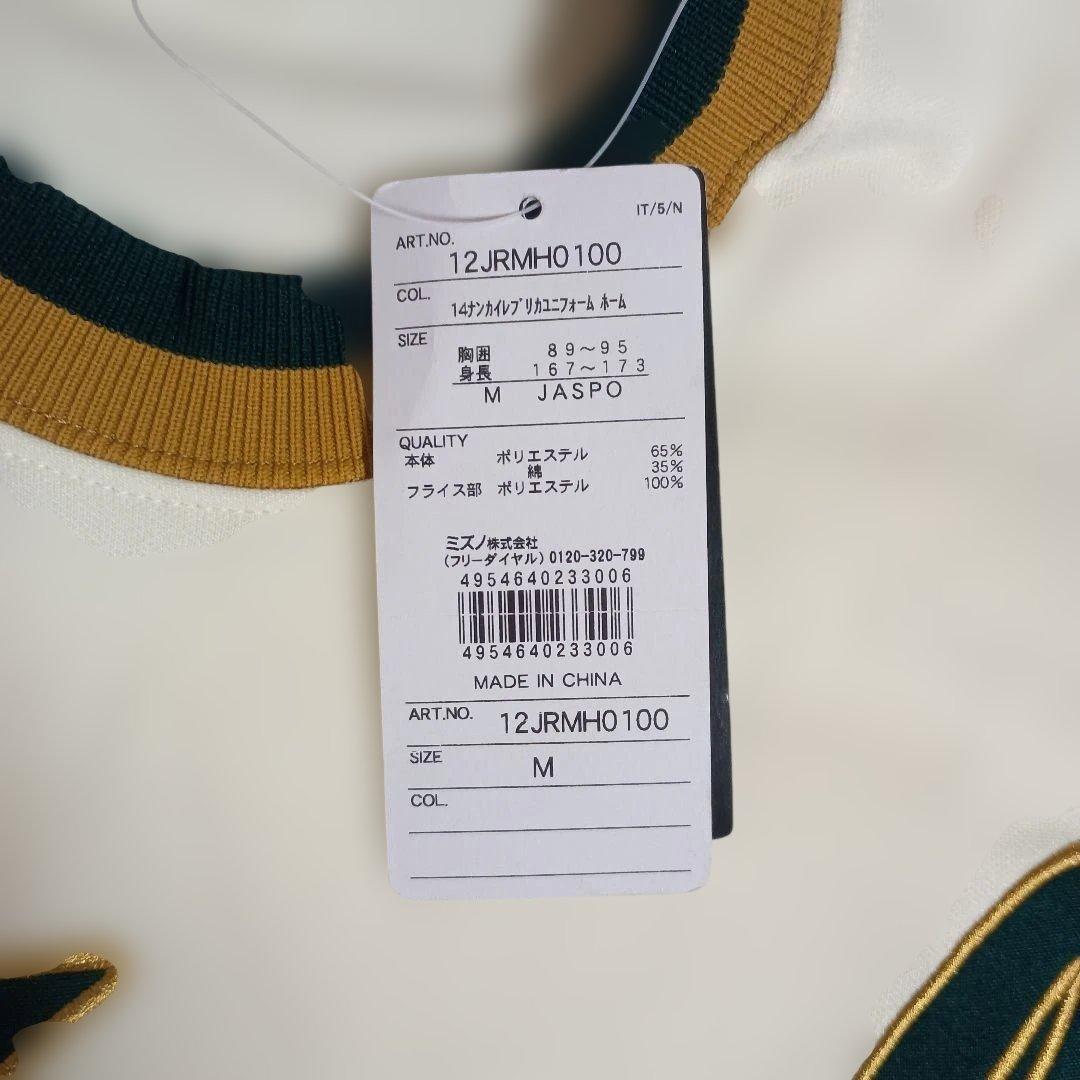 IT/5/N
ART.NO.
12JRMH0100
COL.
14ﾅﾝｶｲﾚﾌﾟﾘｶﾕﾆﾌｫｰﾑ ﾎｰﾑ
SIZE
胸囲 89～95
身長 167～173
M JASPO
QUALITY
本体 ポリエステル 65%
綿 35%
フライス部 ポリエステル 100%
ミズノ株式会社
(フリーダイヤル) 0120-320-799
4954640233006
4954640233006
MADE IN CHINA
ART.NO. 12JRMH0100
SIZE
M
COL.